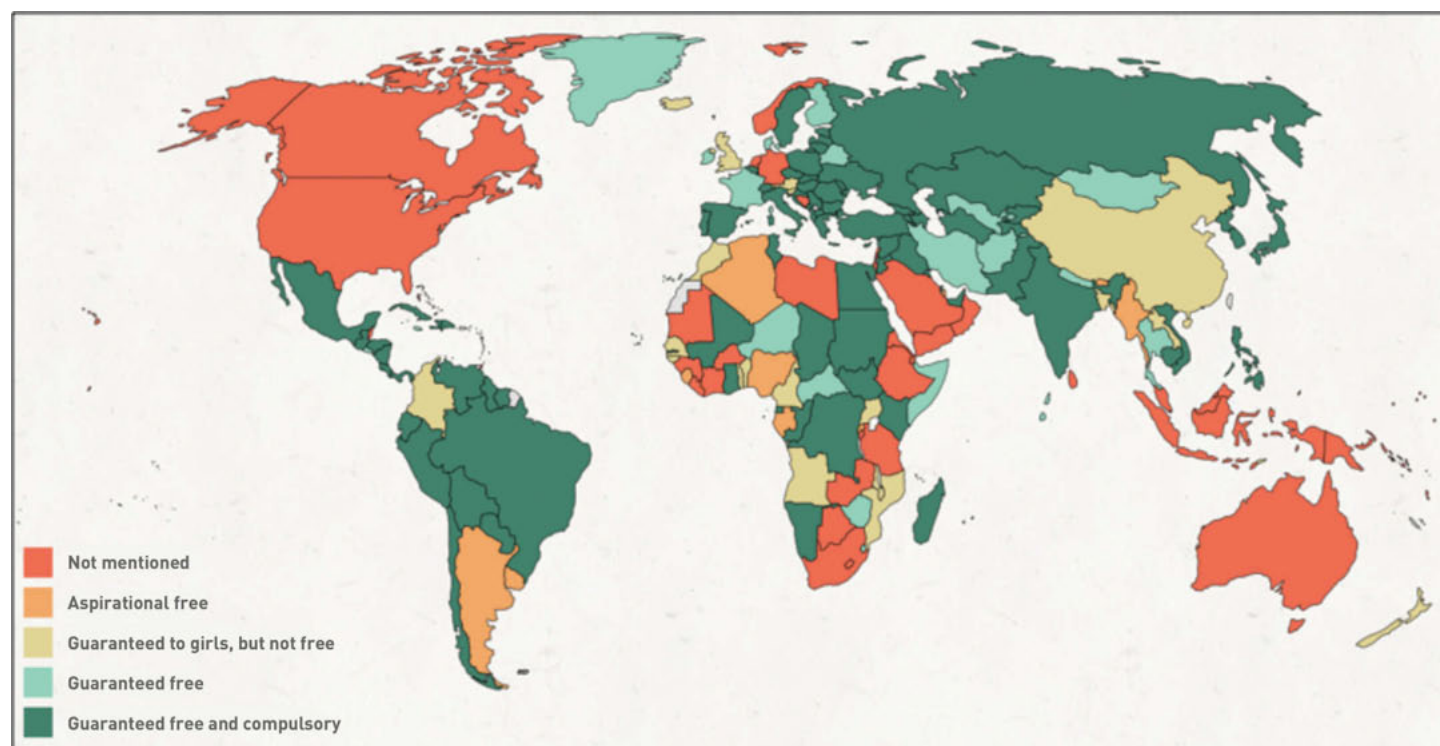 Not mentioned
Aspirational free
Guaranteed to girls, but not free
Guaranteed free
Guaranteed free and compulsory